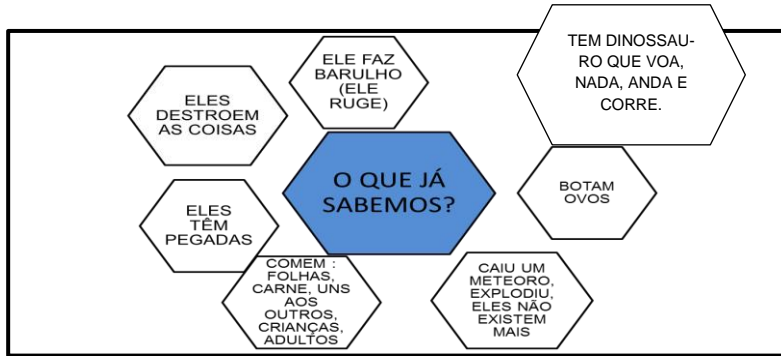 TEM DINOSSAU-
RO QUE VOA,
NADA, ANDA E
CORRE.
ELE FAZ
BARULHO
(ELE
RUGE)
ELES
DESTROEM
AS COISAS
O QUE JÁ
SABEMOS?
BOTAM
OVOS
ELES
TÊM
PEGADAS
COMEM :
FOLHAS,
CARNE, UNS
AOS
OUTROS,
CRIANÇAS,
ADULTOS
CAIU UM
METEORO,
EXPLODIU,
ELES NÃO
EXISTEM
MAIS